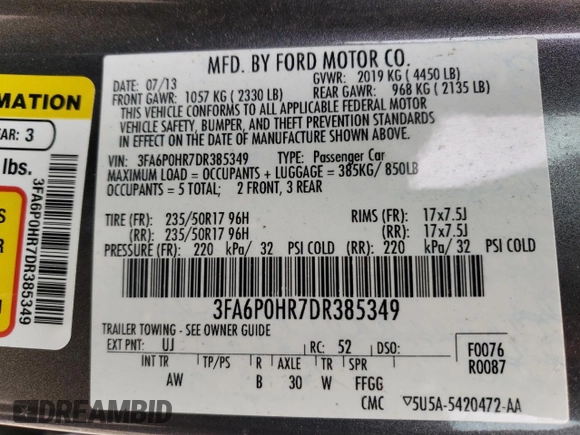 MFD. BY FORD MOTOR CO.
DATE: 07/13 GVWR: 2019 KG ( 4450 LB)
FRONT GAWR: 1057 KG ( 2330 LB) REAR GAWR: 968 KG ( 2135 LB)
THIS VEHICLE CONFORMS TO ALL APPLICABLE FEDERAL MOTOR
VEHICLE SAFETY, BUMPER, AND THEFT PREVENTION STANDARDS
IN EFFECT ON THE DATE OF MANUFACTURE SHOWN ABOVE.
VIN: 3FA6P0HR7DR385349 TYPE: Passenger Car
MAXIMUM LOAD = OCCUPANTS + LUGGAGE = 385KG/ 850LB
OCCUPANTS = 5 TOTAL; 2 FRONT, 3 REAR
TIRE (FR): 235/50R17 96H RIMS (FR): 17x7.5J
(RR): 235/50R17 96H (RR): 17x7.5J
PRESSURE (FR): 220 kPa/ 32 PSI COLD (RR): 220 kPa/ 32 PSI COLD
3FA6P0HR7DR385349
TRAILER TOWING - SEE OWNER GUIDE
EXT PNT: UJ RC: 52 DSO: F0076
R0087
INT TR TP/PS R AXLE TR SPR
AW B 30 W FFGG
CMC ▽5U5A-5420472-AA
RMATION
EAR: 3
lbs.
3FA6P0HR7DR385349
DREAMBID